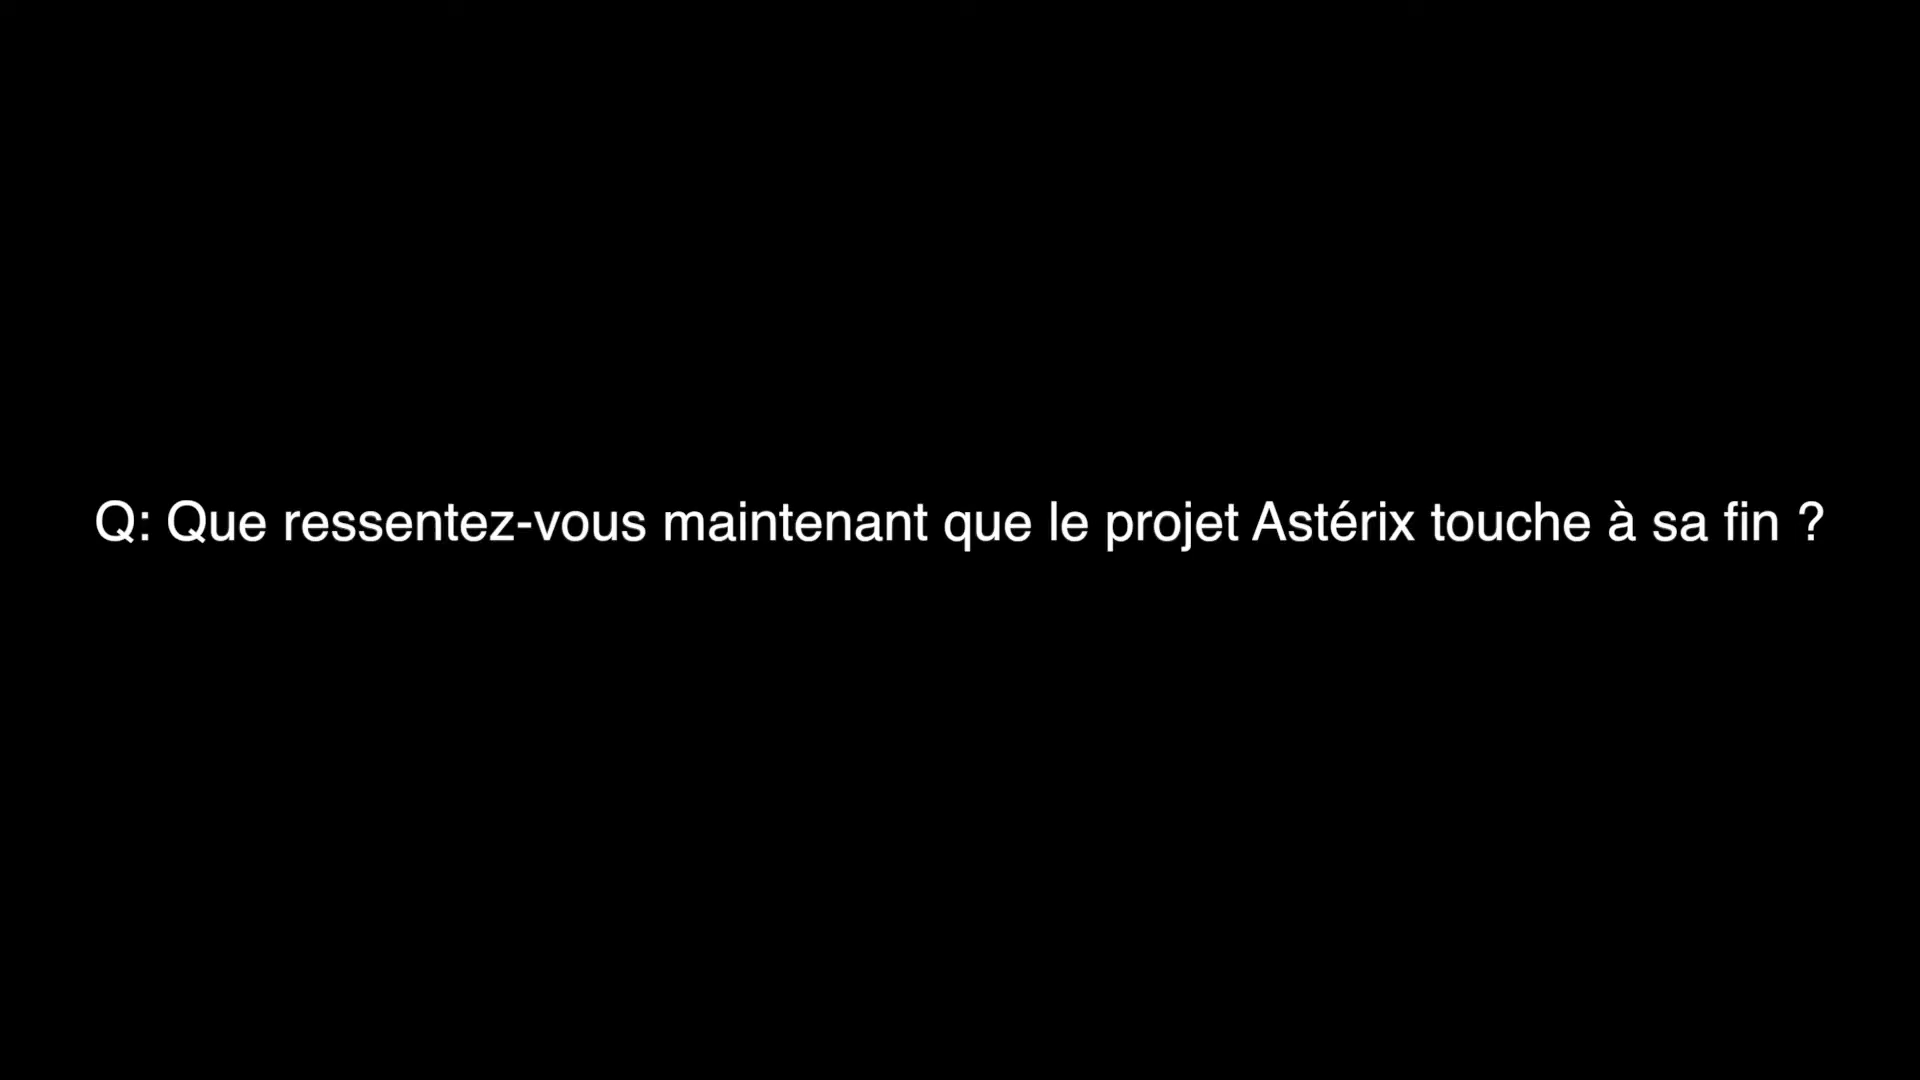 Q: Que ressentez-vous maintenant que le projet Astérix touche à sa fin ?